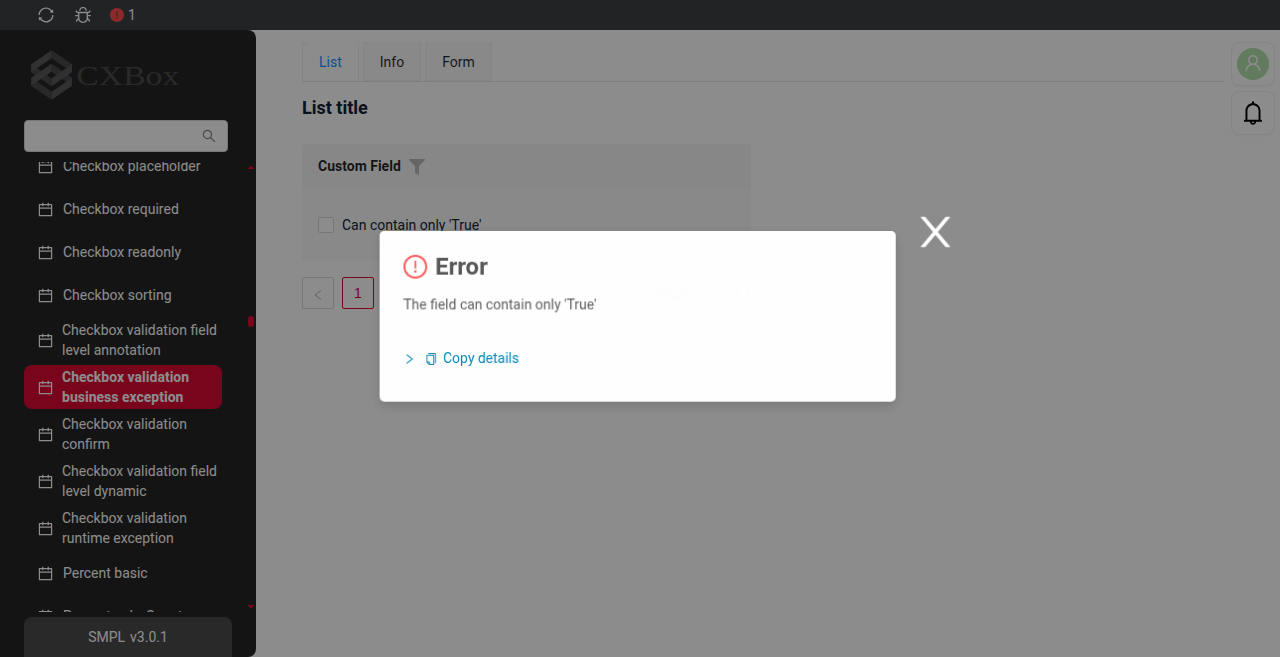 1
CXBox
List
Info
Form
List title
Custom Field
Can contain only 'True'
<
1
Error
The field can contain only 'True'
Copy details
Checkbox placeholder
Checkbox required
Checkbox readonly
Checkbox sorting
Checkbox validation field
level annotation
Checkbox validation
business exception
Checkbox validation
confirm
Checkbox validation field
level dynamic
Checkbox validation
runtime exception
Percent basic
SMPL v3.0.1